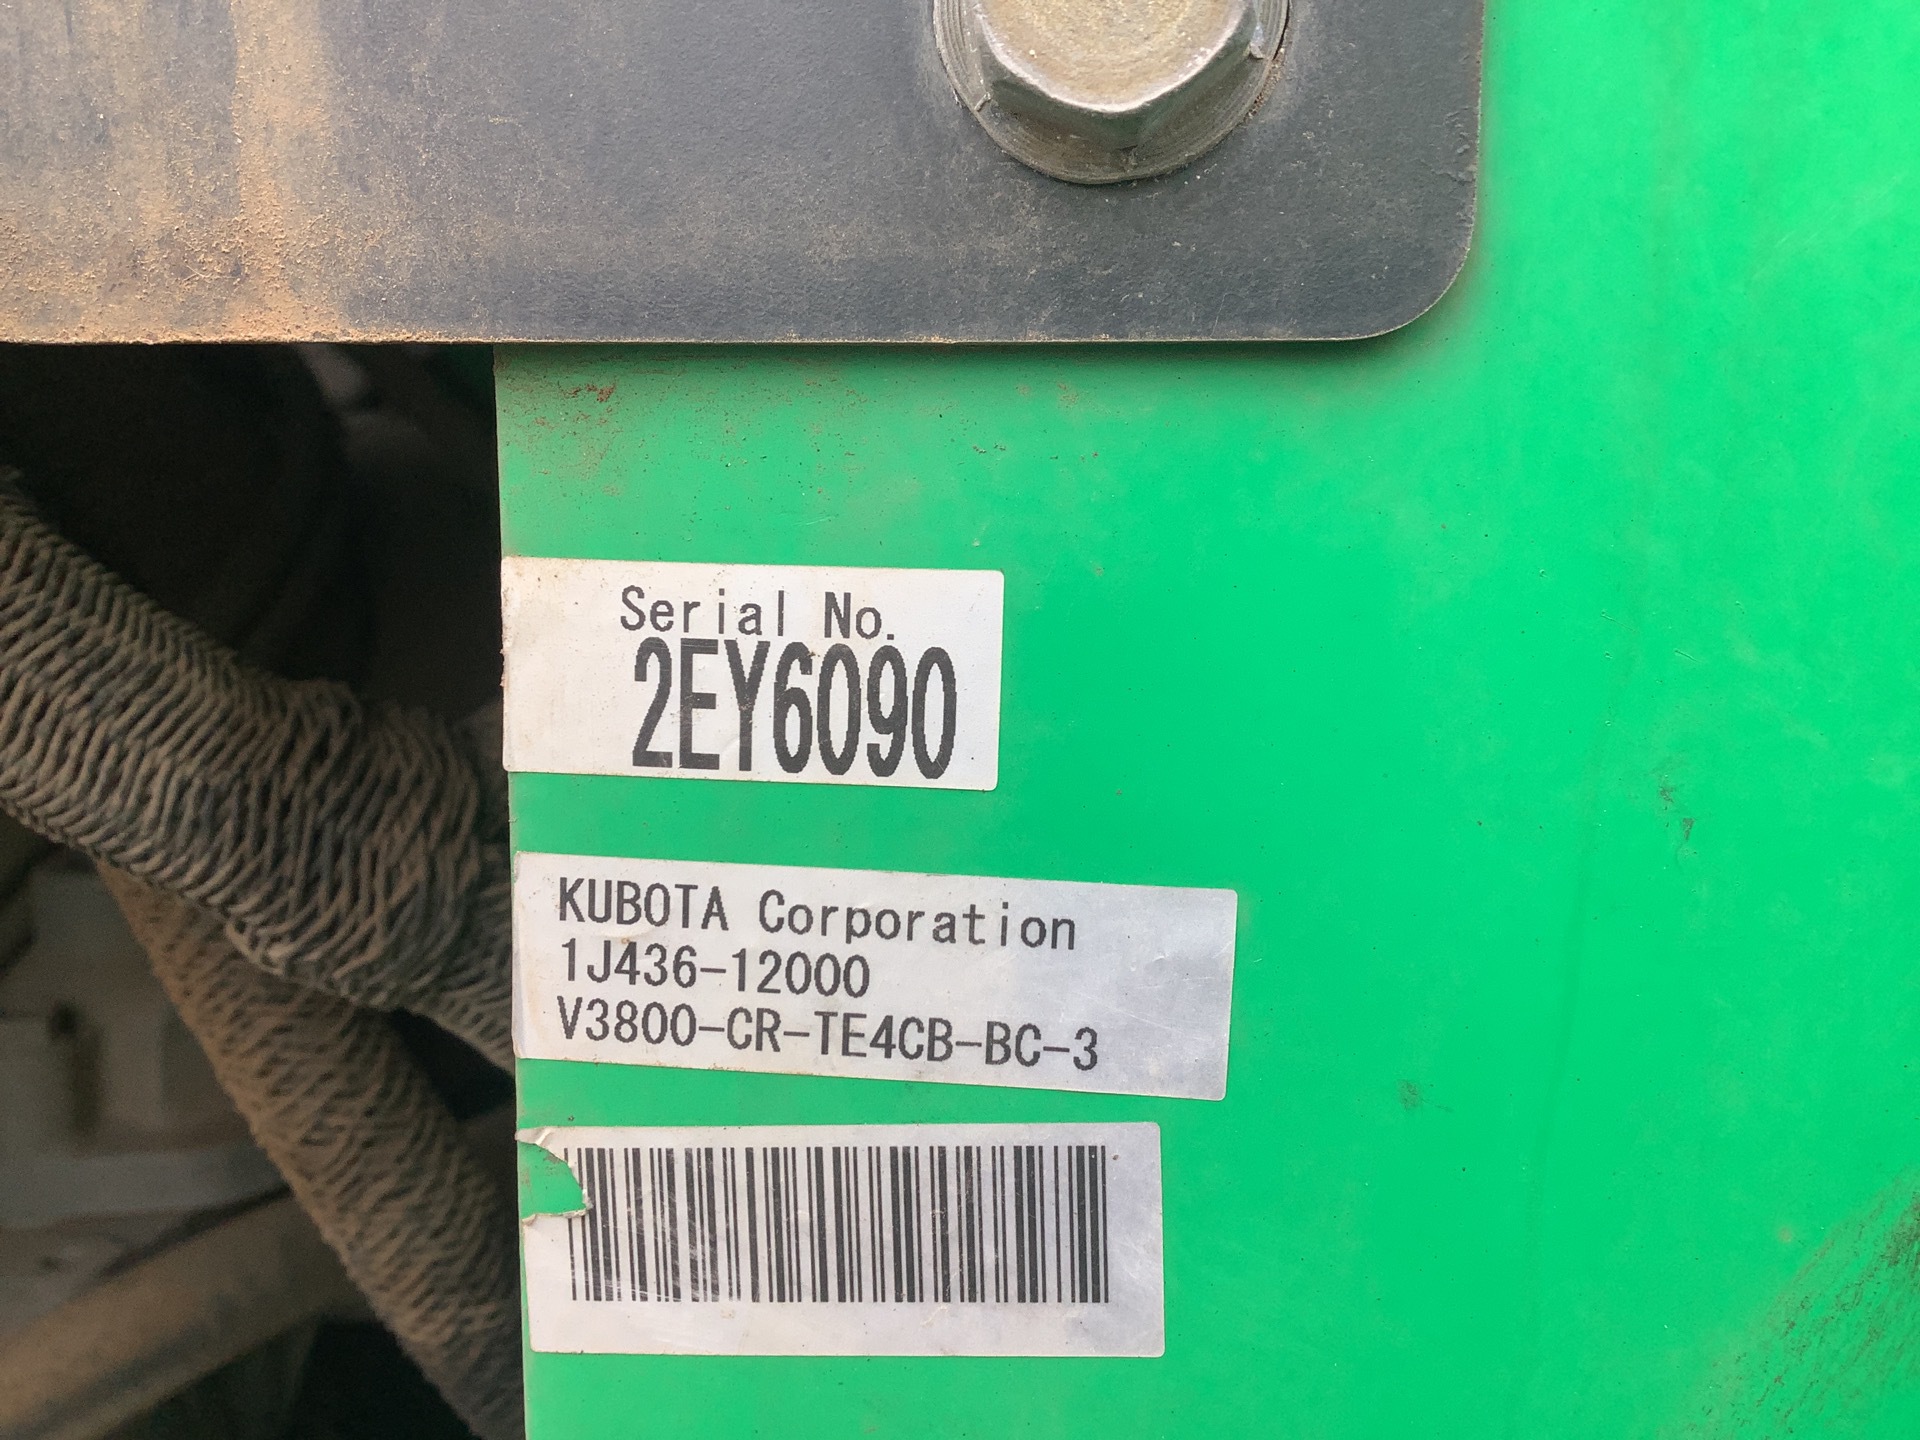 Serial No.
2EY6090
KUBOTA Corporation
1J436-12000
V3800-CR-TE4CB-BC-3